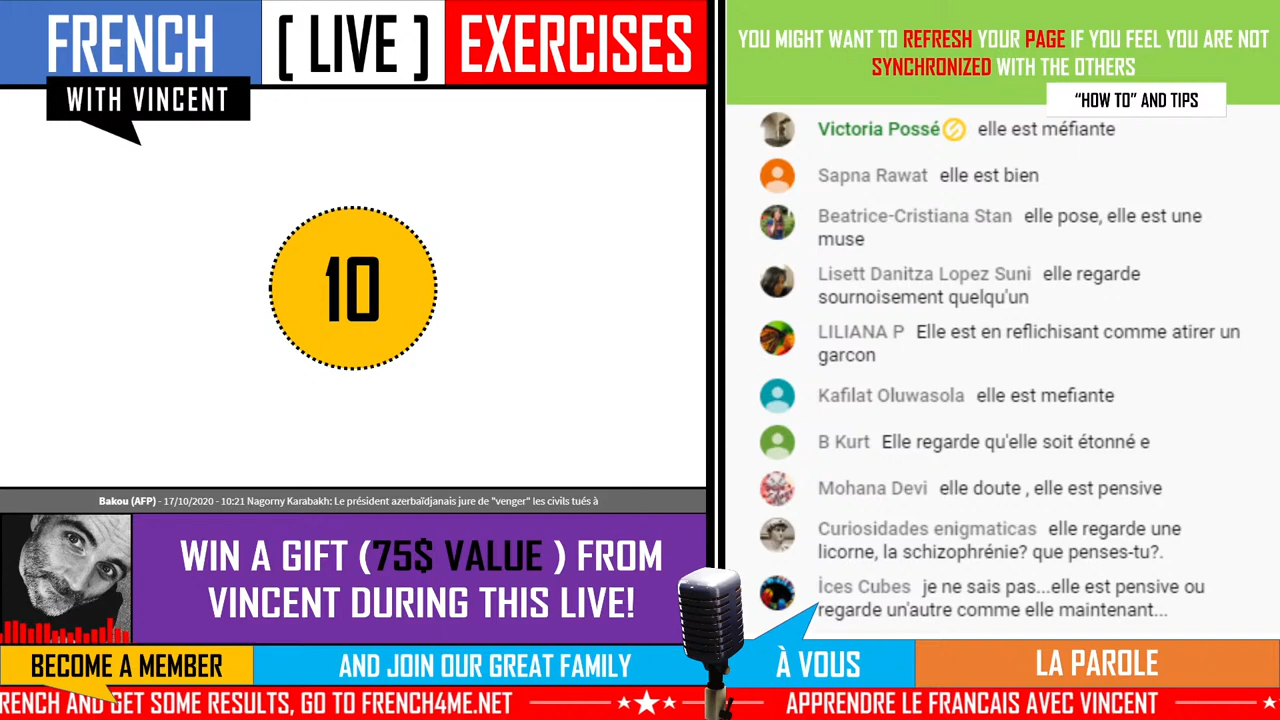 FRENCH
[ LIVE ]
EXERCISES
WITH VINCENT
YOU MIGHT WANT TO REFRESH YOUR PAGE IF YOU FEEL YOU ARE NOT
SYNCHRONIZED WITH THE OTHERS
“HOW TO” AND TIPS
10
Victoria Possé elle est méfiante
Sapna Rawat elle est bien
Beatrice-Cristiana Stan elle pose, elle est une
muse
Lisett Danitza Lopez Suni elle regarde
sournoisement quelqu'un
LILIANA P Elle est en reflichisant comme atirer un
garcon
Kafilat Oluwasola elle est mefiante
B Kurt Elle regarde qu'elle soit étonné e
Mohana Devi elle doute , elle est pensive
Curiosidades enigmaticas elle regarde une
licorne, la schizophrénie? que penses-tu?.
İces Cubes je ne sais pas...elle est pensive ou
regarde un'autre comme elle maintenant...
Bakou (AFP) - 17/10/2020 - 10:21 Nagorny Karabakh: Le président azerbaïdjanais jure de "venger" les civils tués à
WIN A GIFT (75$ VALUE ) FROM
VINCENT DURING THIS LIVE!
BECOME A MEMBER
AND JOIN OUR GREAT FAMILY
À VOUS
LA PAROLE
RENCH AND GET SOME RESULTS, GO TO FRENCH4ME.NET
APPRENDRE LE FRANCAIS AVEC VINCENT